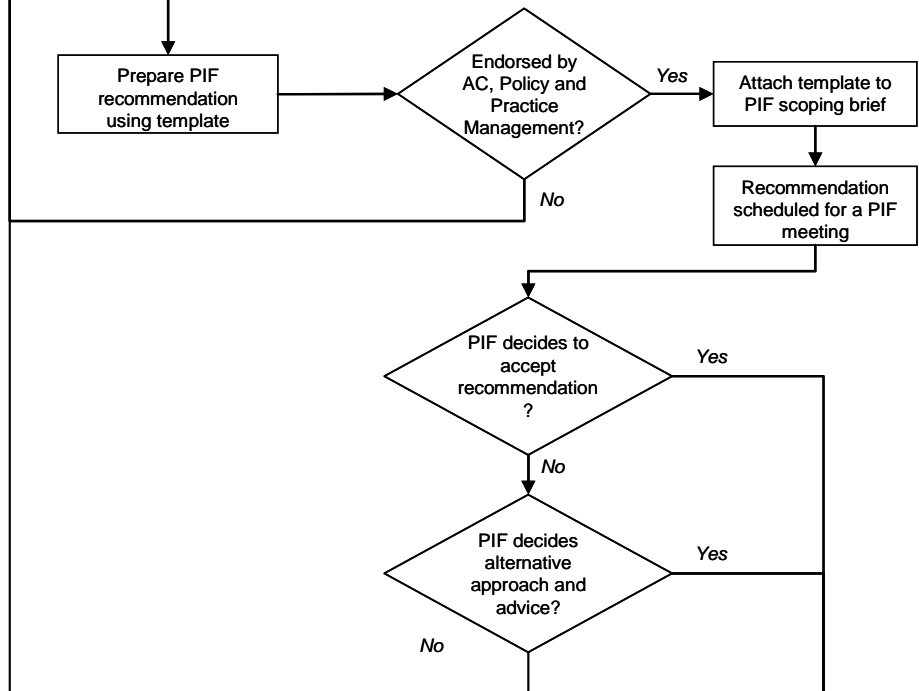 Prepare PIF
recommendation
using template
Endorsed by
AC, Policy and
Practice
Management?
Yes
Attach template to
PIF scoping brief
No
Recommendation
scheduled for a PIF
meeting
PIF decides to
accept
recommendation
?
Yes
No
PIF decides
alternative
approach and
advice?
Yes
No